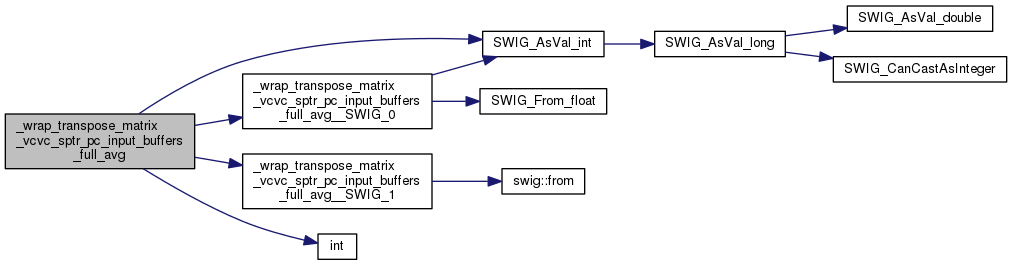 _wrap_transpose_matrix
_vcvc_sptr_pc_input_buffers
_full_avg
_wrap_transpose_matrix
_vcvc_sptr_pc_input_buffers
_full_avg__SWIG_0
_wrap_transpose_matrix
_vcvc_sptr_pc_input_buffers
_full_avg__SWIG_1
int
SWIG_AsVal_int
SWIG_From_float
swig::from
SWIG_AsVal_long
SWIG_AsVal_double
SWIG_CanCastAsInteger